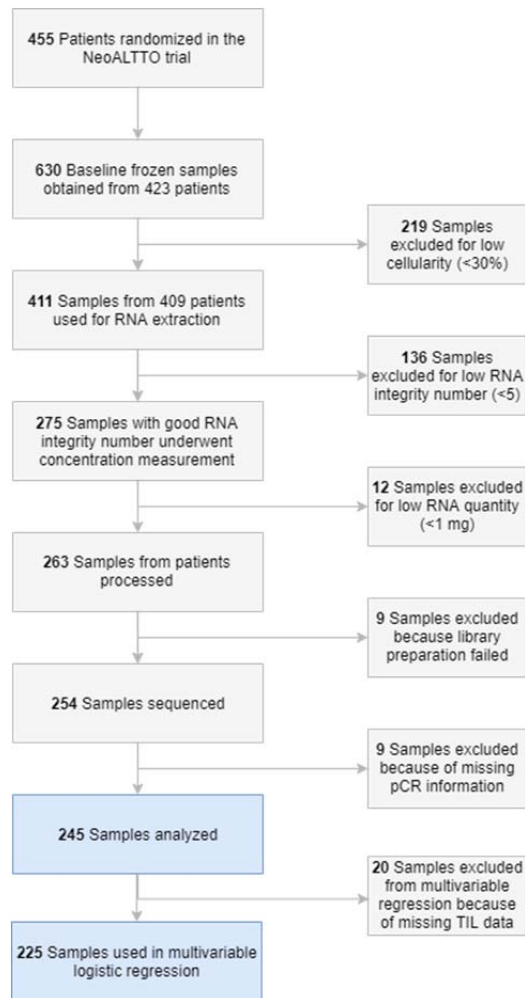 455 Patients randomized in the
NeoALTTO trial
630 Baseline frozen samples
obtained from 423 patients
219 Samples
excluded for low
cellularity (<30%)
411 Samples from 409 patients
used for RNA extraction
136 Samples
excluded for low RNA
integrity number (<5)
275 Samples with good RNA
integrity number underwent
concentration measurement
12 Samples excluded
for low RNA quantity
(<1 mg)
263 Samples from patients
processed
9 Samples excluded
because library
preparation failed
254 Samples sequenced
9 Samples excluded
because of missing
pCR information
245 Samples analyzed
20 Samples excluded
from multivariable
regression because
of missing TIL data
225 Samples used in multivariable
logistic regression